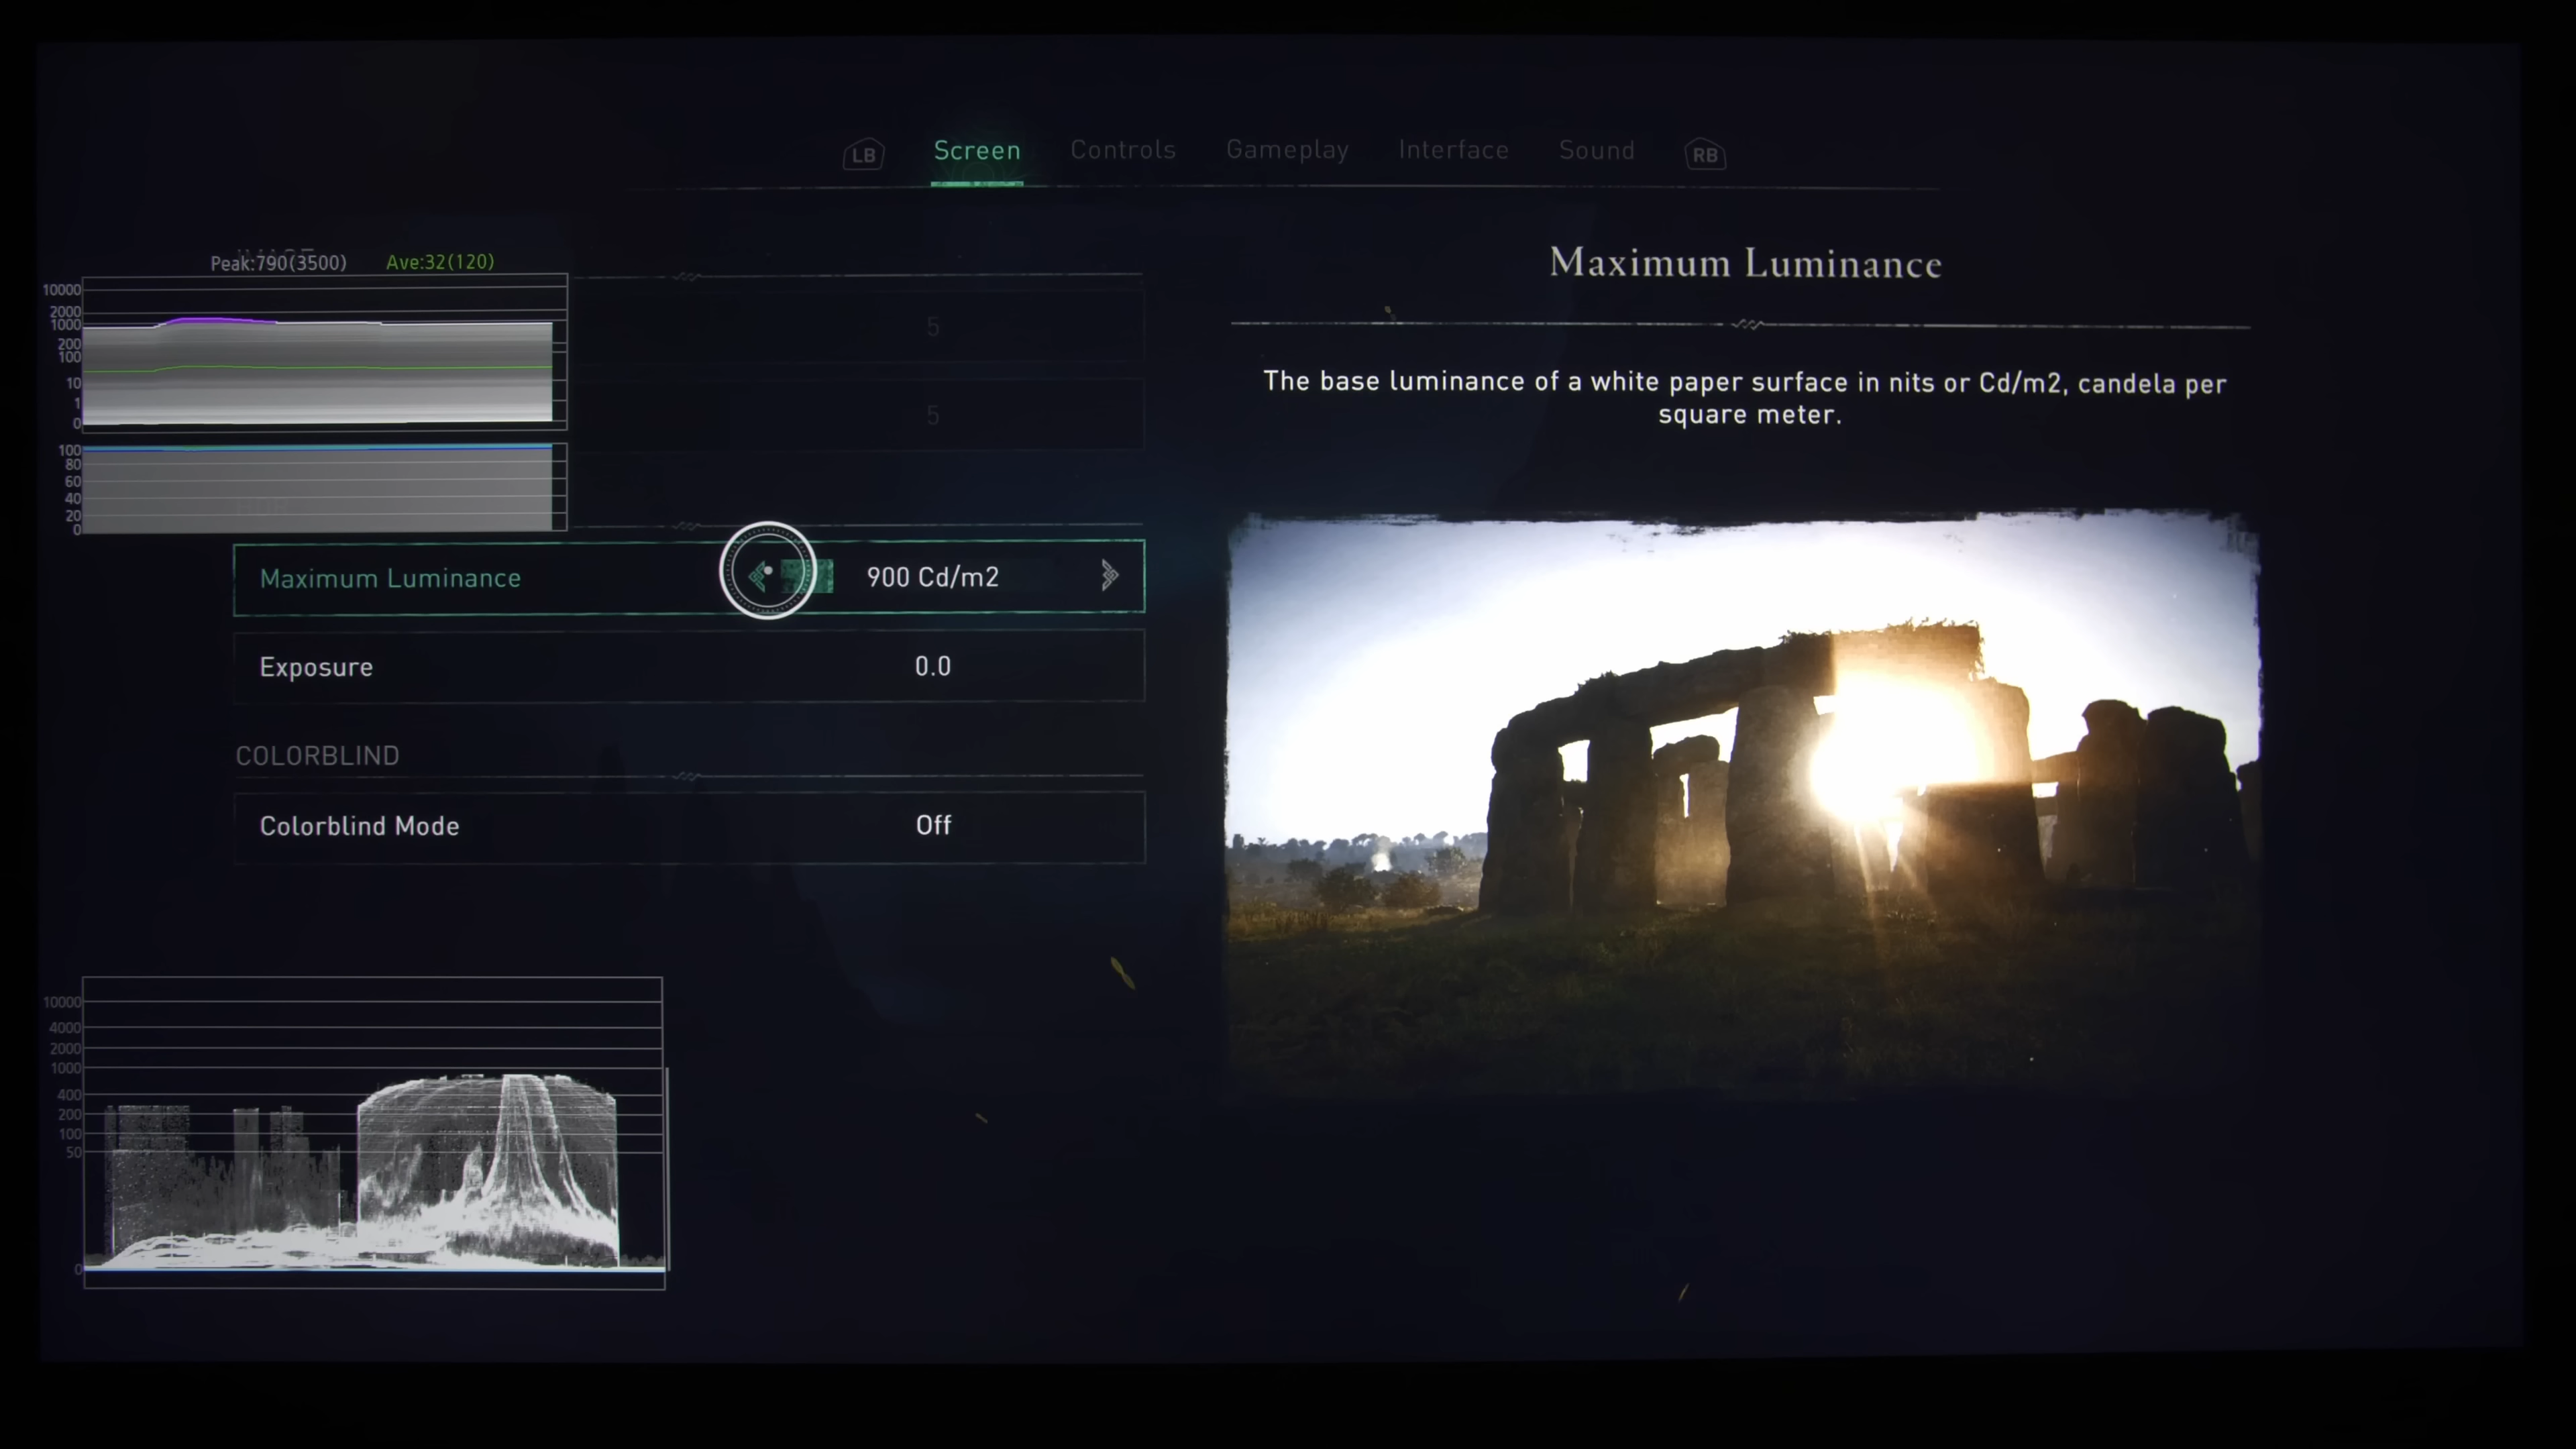 LB Screen Controls Gameplay Interface Sound RB
Peak:790(3500) Ave:32(120)
10000
2000
1000
200
100
10
1
0
5
5
100
80
60
40
20
0
Maximum Luminance 900 Cd/m2
Exposure 0.0
COLORBLIND
Colorblind Mode Off
10000
4000
2000
1000
400
200
100
50
0
Maximum Luminance
The base luminance of a white paper surface in nits or Cd/m2, candela per
square meter.